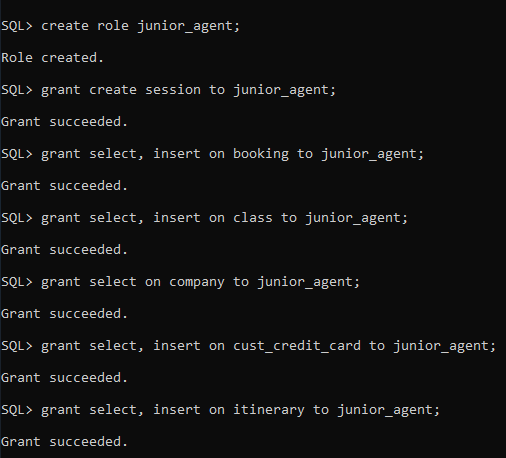 SQL> create role junior_agent;
Role created.
SQL> grant create session to junior_agent;
Grant succeeded.
SQL> grant select, insert on booking to junior_agent;
Grant succeeded.
SQL> grant select, insert on class to junior_agent;
Grant succeeded.
SQL> grant select on company to junior_agent;
Grant succeeded.
SQL> grant select, insert on cust_credit_card to junior_agent;
Grant succeeded.
SQL> grant select, insert on itinerary to junior_agent;
Grant succeeded.